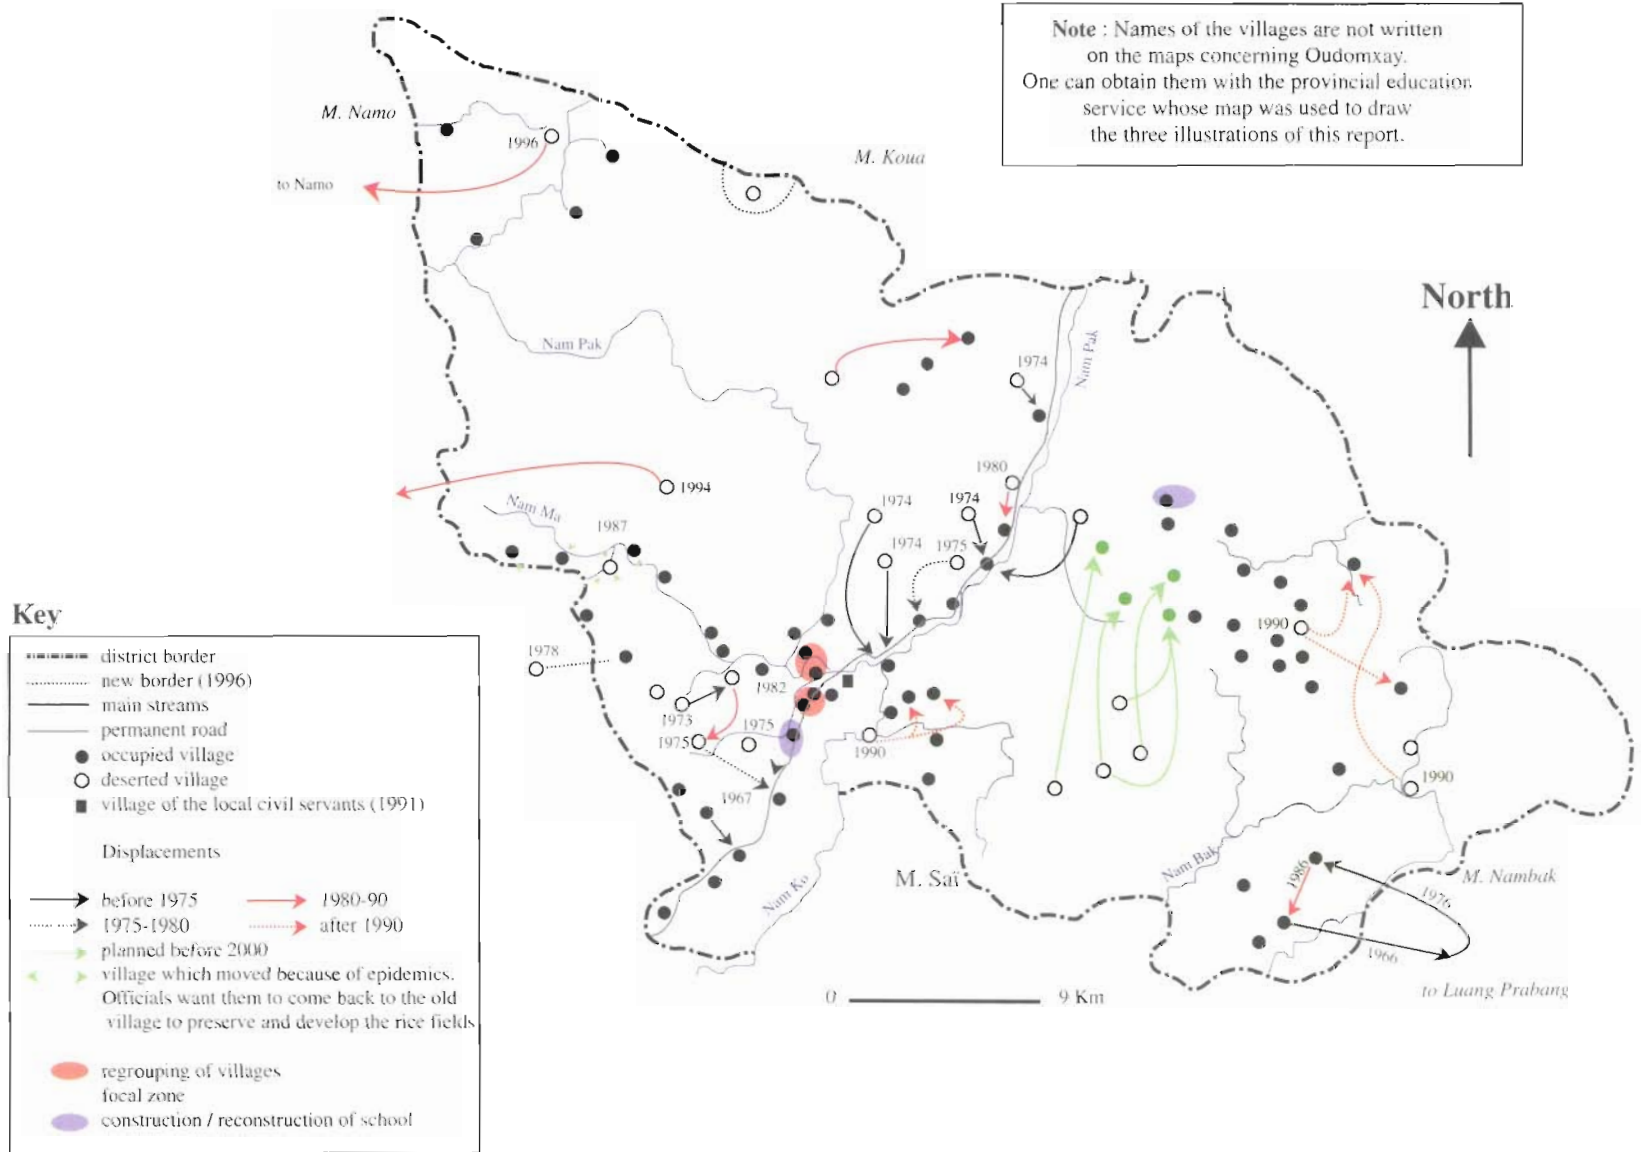 Note : Names of the villages are not written
on the maps concerning Oudomxay.
One can obtain them with the provincial education
service whose map was used to draw
the three illustrations of this report.
M. Namo
1996
to Namo
M. Koua
North
Nam Pak
Nam Pak
1974
1980
1994
1974
1974
Nam Ma
1987
1974
1975
1990
1978
1982
1973
1975
1975
1990
1990
1967
M. Saï
Nam Ko
Nam Bak
1986
M. Nambak
1976
1966
to Luang Prabang
0 9 Km
Key
district border
new border (1996)
main streams
permanent road
occupied village
deserted village
village of the local civil servants (1991)
Displacements
before 1975
1980-90
1975-1980
after 1990
planned before 2000
village which moved because of epidemics.
Officials want them to come back to the old
village to preserve and develop the rice fields
regrouping of villages
focal zone
construction / reconstruction of school